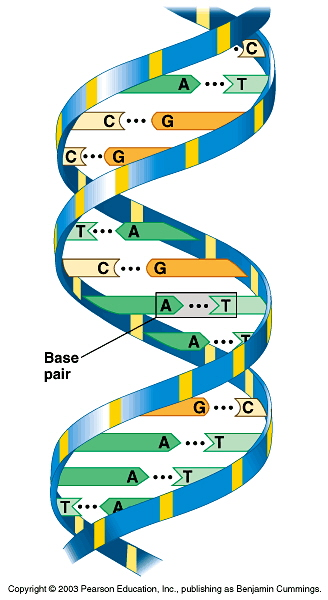 C
A ••• T
C ••• G
C ••• G
T ••• A
C ••• G
A ••• T
A ••• T
Base
pair
G ••• C
A ••• T
A ••• T
T ••• A
Copyright © 2003 Pearson Education, Inc., publishing as Benjamin Cummings.